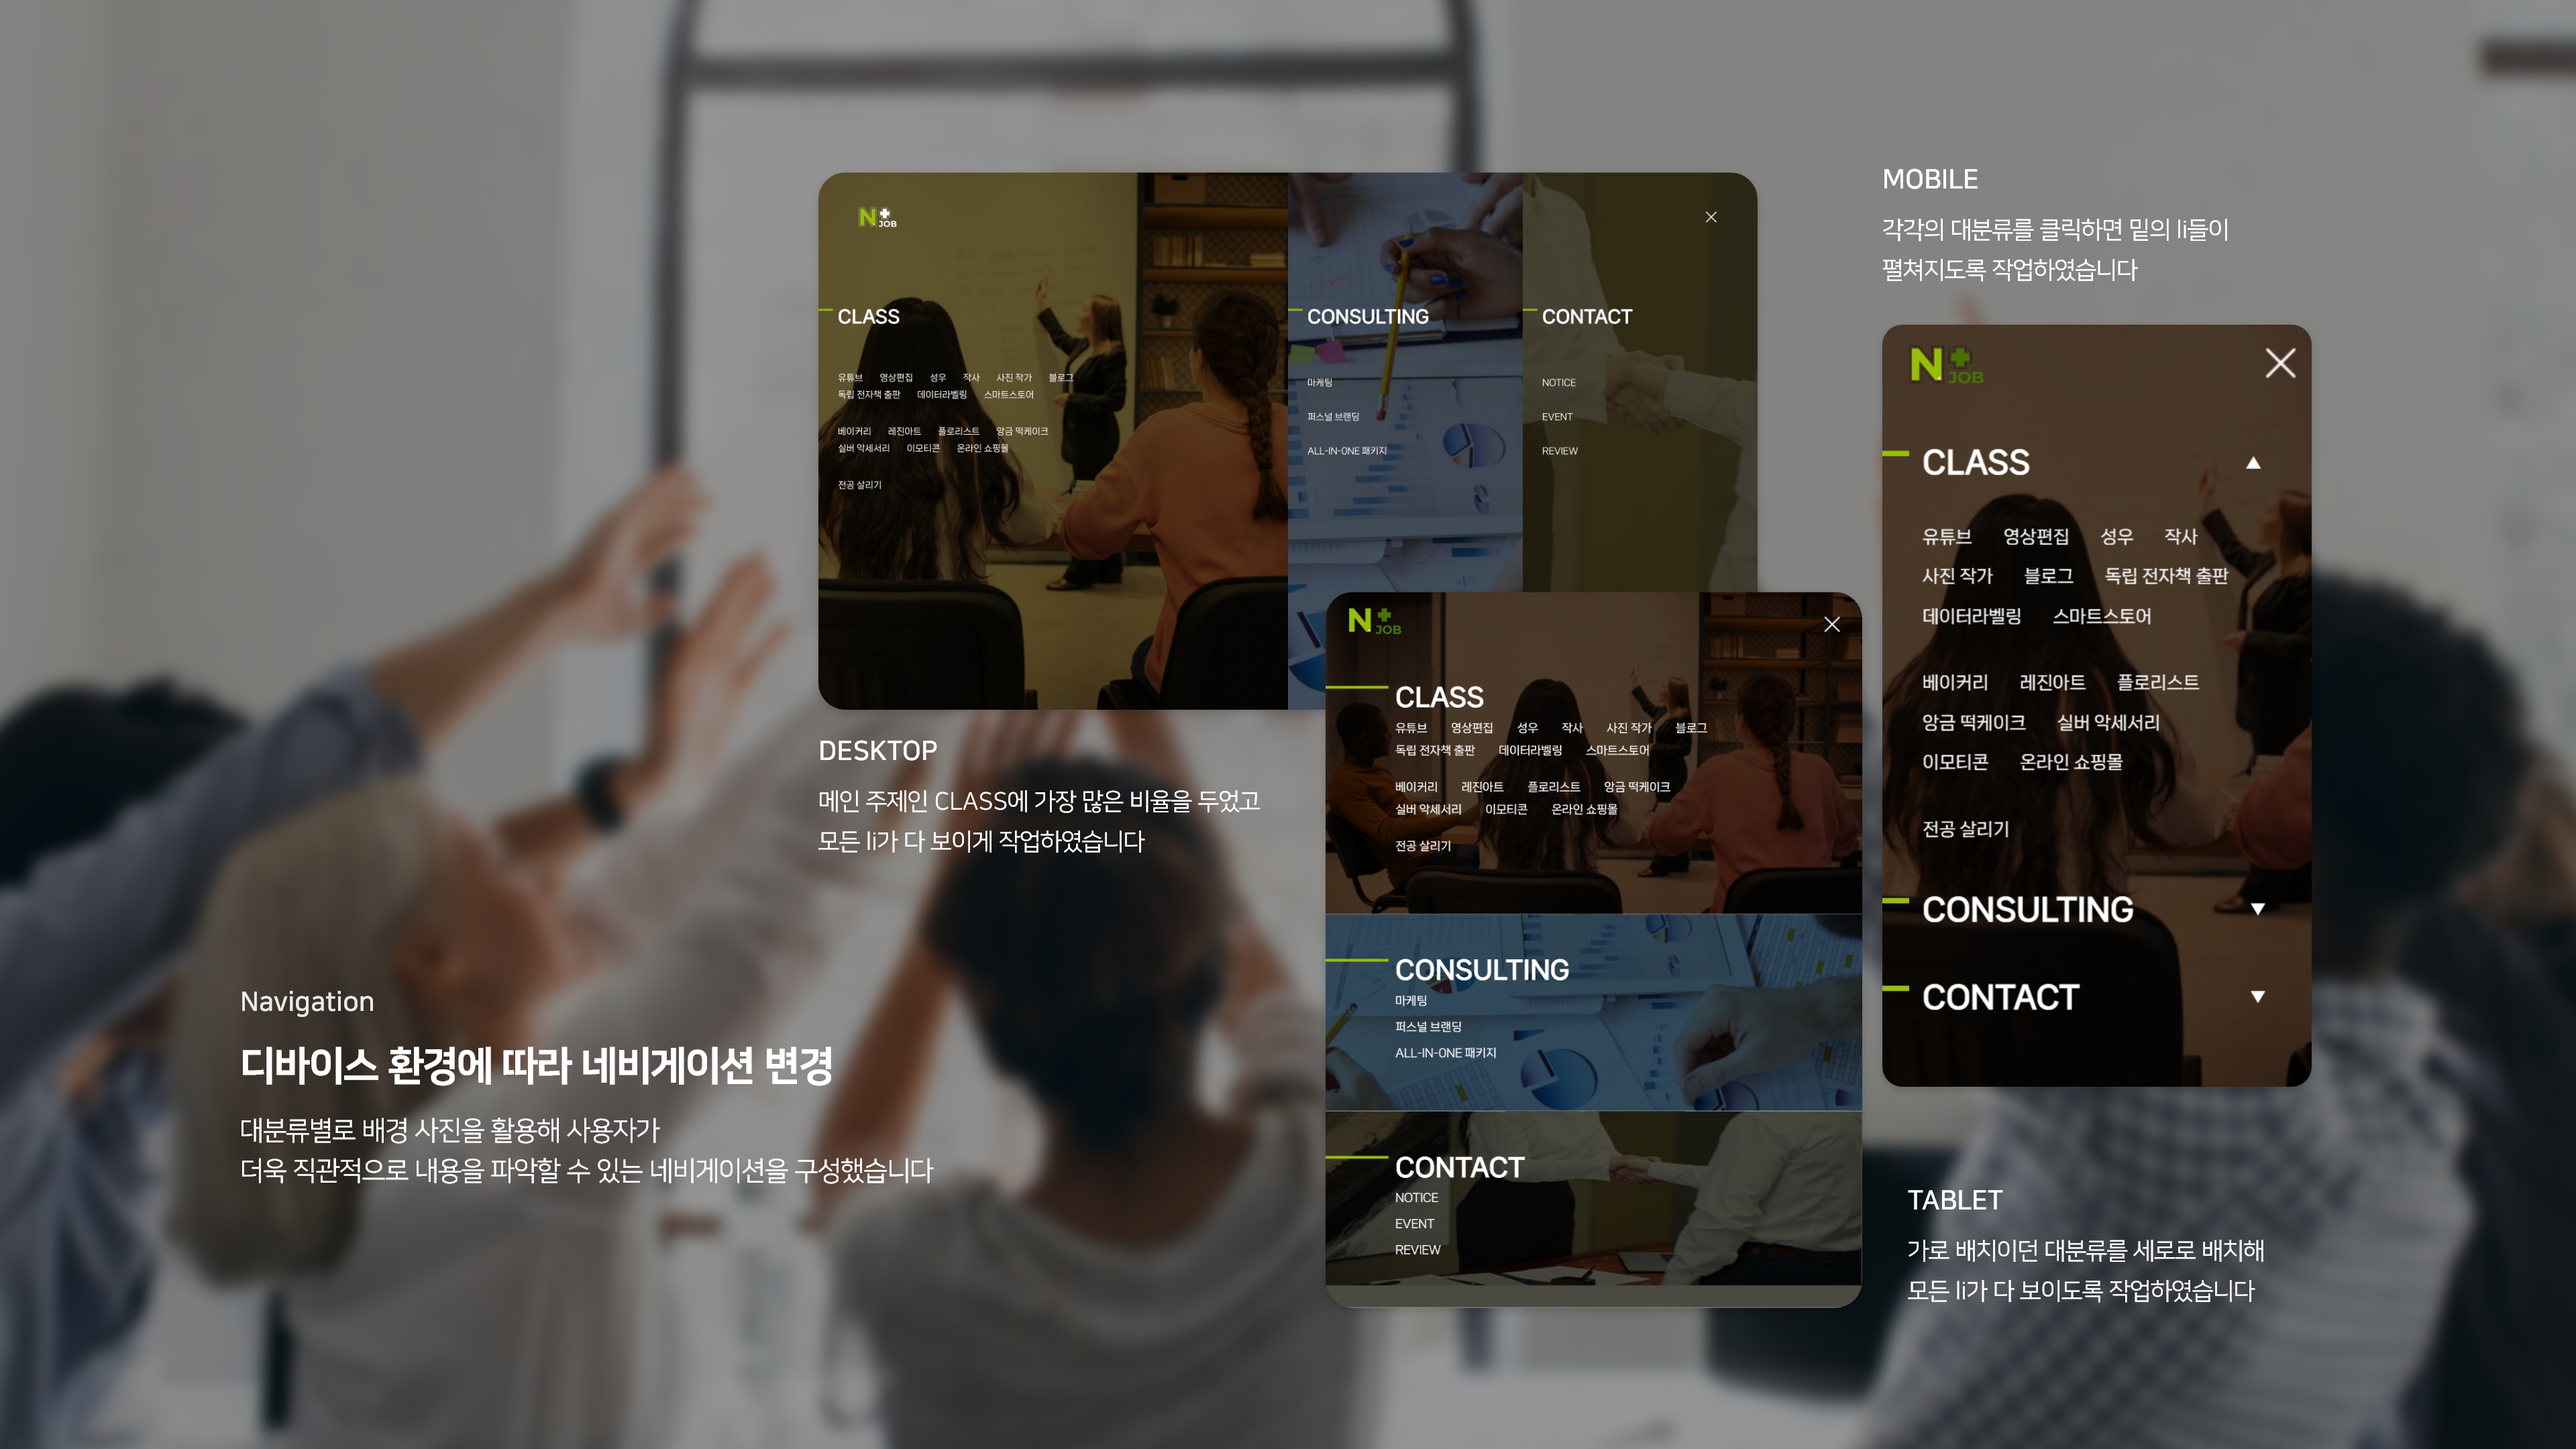 N+ JOB
CLASS
유튜브 영상편집 성우 작사 사진 작가 블로그
독립 전자책 출판 데이터라벨링 스마트스토어
베이커리 레진아트 플로리스트 앙금 떡케이크
실버 악세서리 이모티콘 온라인 쇼핑몰
전공 살리기
CONSULTING
마케팅
퍼스널 브랜딩
ALL-IN-ONE 패키지
CONTACT
NOTICE
EVENT
REVIEW
DESKTOP
메인 주제인 CLASS에 가장 많은 비율을 두었고
모든 li가 다 보이게 작업하였습니다
Navigation
디바이스 환경에 따라 네비게이션 변경
대분류별로 배경 사진을 활용해 사용자가
더욱 직관적으로 내용을 파악할 수 있는 네비게이션을 구성했습니다
N+ JOB
CLASS
유튜브 영상편집 성우 작사 사진 작가 블로그
독립 전자책 출판 데이터라벨링 스마트스토어
베이커리 레진아트 플로리스트 앙금 떡케이크
실버 악세서리 이모티콘 온라인 쇼핑몰
전공 살리기
CONSULTING
마케팅
퍼스널 브랜딩
ALL-IN-ONE 패키지
CONTACT
NOTICE
EVENT
REVIEW
MOBILE
각각의 대분류를 클릭하면 밑의 li들이
펼쳐지도록 작업하였습니다
N+ JOB
CLASS
유튜브 영상편집 성우 작사
사진 작가 블로그 독립 전자책 출판
데이터라벨링 스마트스토어
베이커리 레진아트 플로리스트
앙금 떡케이크 실버 악세서리
이모티콘 온라인 쇼핑몰
전공 살리기
CONSULTING
CONTACT
TABLET
가로 배치이던 대분류를 세로로 배치해
모든 li가 다 보이도록 작업하였습니다